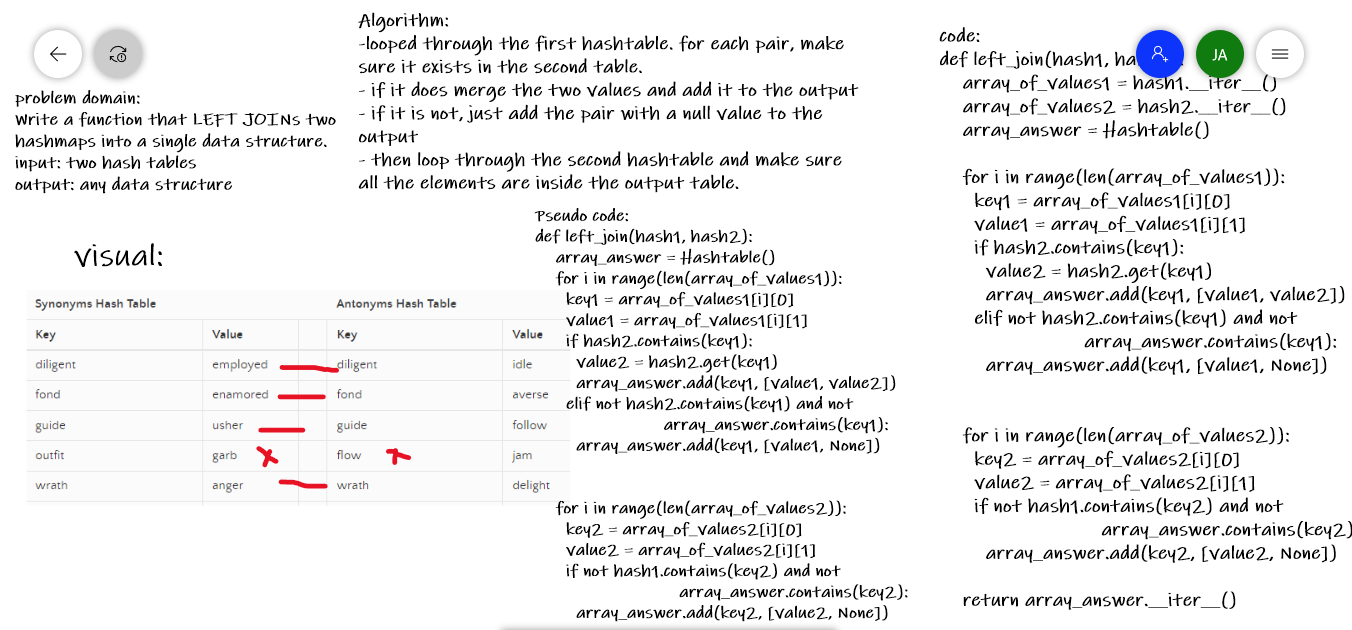 problem domain:
Write a function that LEFT JOINs two
hashmaps into a single data structure.
input: two hash tables
output: any data structure
visual:
Synonyms Hash Table Antonyms Hash Table
Key Value Key Value
diligent employed diligent idle
fond enamored fond averse
guide usher guide follow
outfit garb flow jam
wrath anger wrath delight
Algorithm:
-looped through the first hashtable. for each pair, make
sure it exists in the second table.
- if it does merge the two values and add it to the output
- if it is not, just add the pair with a null value to the
output
- then loop through the second hashtable and make sure
all the elements are inside the output table.
Pseudo code:
def left_join(hash1, hash2):
array_answer = Hashtable()
for i in range(len(array_of_values1)):
key1 = array_of_values1[i][0]
value1 = array_of_values1[i][1]
if hash2.contains(key1):
value2 = hash2.get(key1)
array_answer.add(key1, [value1, value2])
elif not hash2.contains(key1) and not
array_answer.contains(key1):
array_answer.add(key1, [value1, None])
for i in range(len(array_of_values2)):
key2 = array_of_values2[i][0]
value2 = array_of_values2[i][1]
if not hash1.contains(key2) and not
array_answer.contains(key2):
array_answer.add(key2, [value2, None])
code:
def left_join(hash1,
array_of_values1 = hash1.__iter__()
array_of_values2 = hash2.__iter__()
array_answer = Hashtable()
for i in range(len(array_of_values1)):
key1 = array_of_values1[i][0]
value1 = array_of_values1[i][1]
if hash2.contains(key1):
value2 = hash2.get(key1)
array_answer.add(key1, [value1, value2])
elif not hash2.contains(key1) and not
array_answer.contains(key1):
array_answer.add(key1, [value1, None])
for i in range(len(array_of_values2)):
key2 = array_of_values2[i][0]
value2 = array_of_values2[i][1]
if not hash1.contains(key2) and not
array_answer.contains(key2)
array_answer.add(key2, [value2, None])
return array_answer.__iter__()
JA